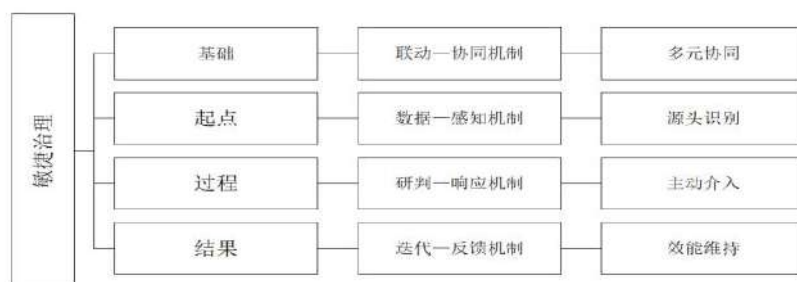 敏捷治理
基础 联动—协同机制 多元协同
起点 数据—感知机制 源头识别
过程 研判—响应机制 主动介入
结果 迭代—反馈机制 效能维持